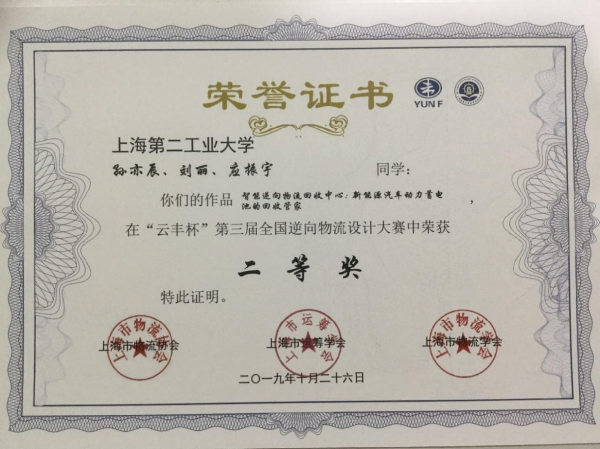 荣誉证书
YUN F
上海第二工业大学
孙亦辰、刘丽、应振宇 同学：
你们的作品 智能逆向物流回收中心：新能源汽车动力蓄电
池的回收管家 ，
在“云丰杯”第三届全国逆向物流设计大赛中荣获
二等奖
特此证明。
上海市物流协会 上海市运筹学会 上海市物流学会
二〇一九年十月二十六日